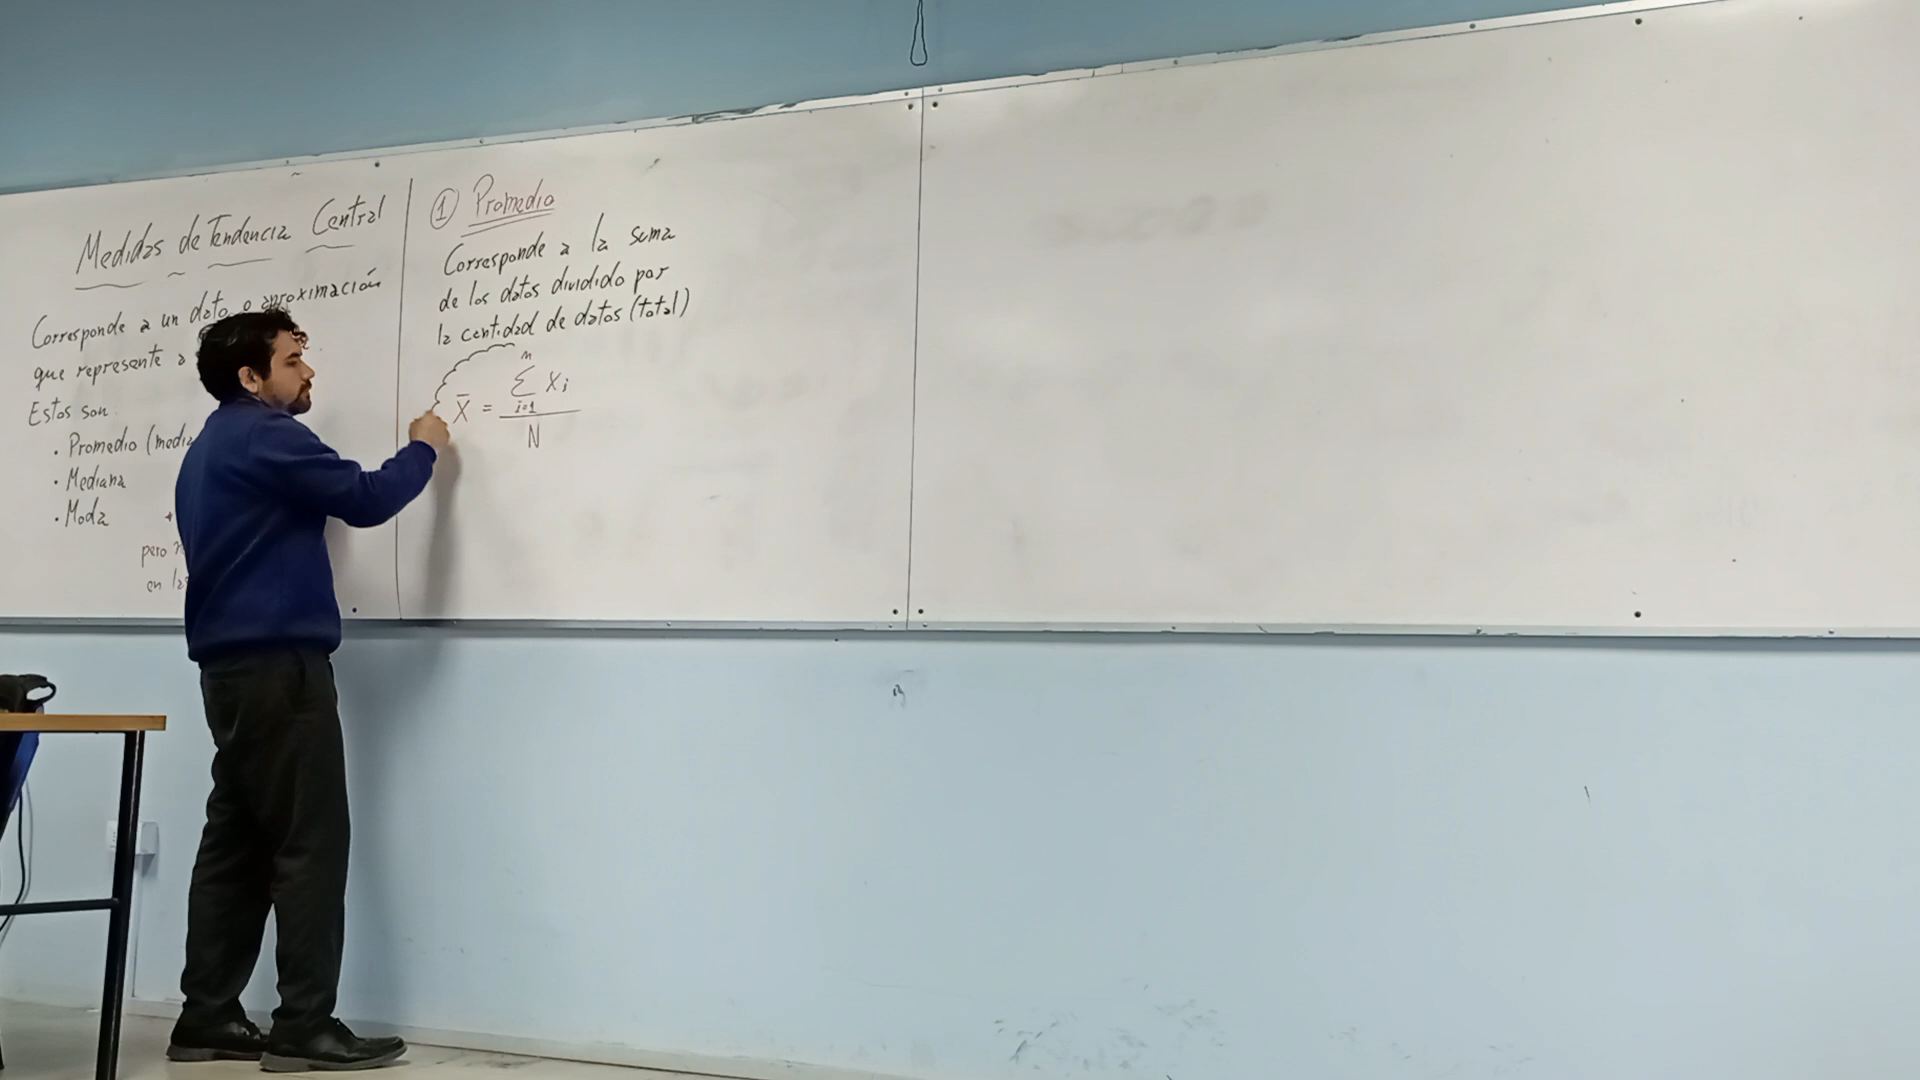 Medidas de Tendencia Central
Corresponde a un dato o aproximación
que represente a
Estos son:
· Promedio (media
· Mediana
· Moda
pero
en las
① Promedio
Corresponde a la suma
de los datos dividido por
la cantidad de datos (total)
n
∑ xi
x̄ = i=1
N